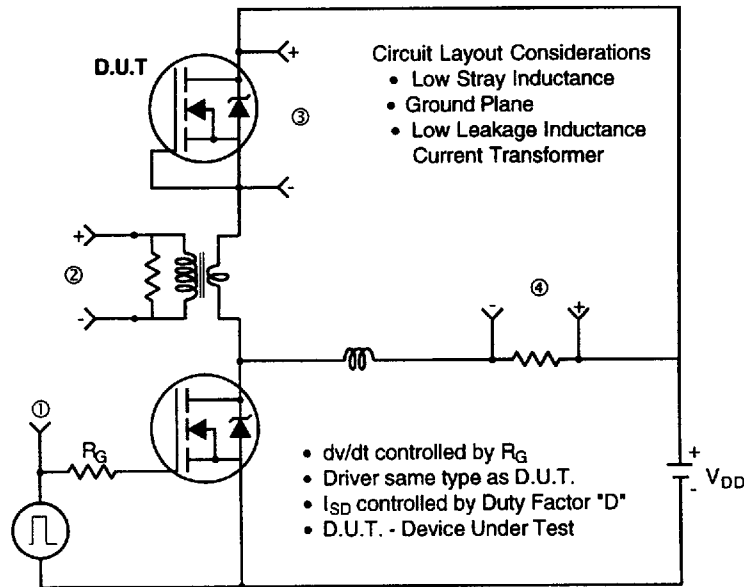 D.U.T
+
Circuit Layout Considerations
• Low Stray Inductance
③
• Ground Plane
• Low Leakage Inductance
Current Transformer
-
+
②
-
④
- +
①
R_G
• dv/dt controlled by R_G
• Driver same type as D.U.T.
• I_SD controlled by Duty Factor "D"
• D.U.T. - Device Under Test
+
V_DD
-